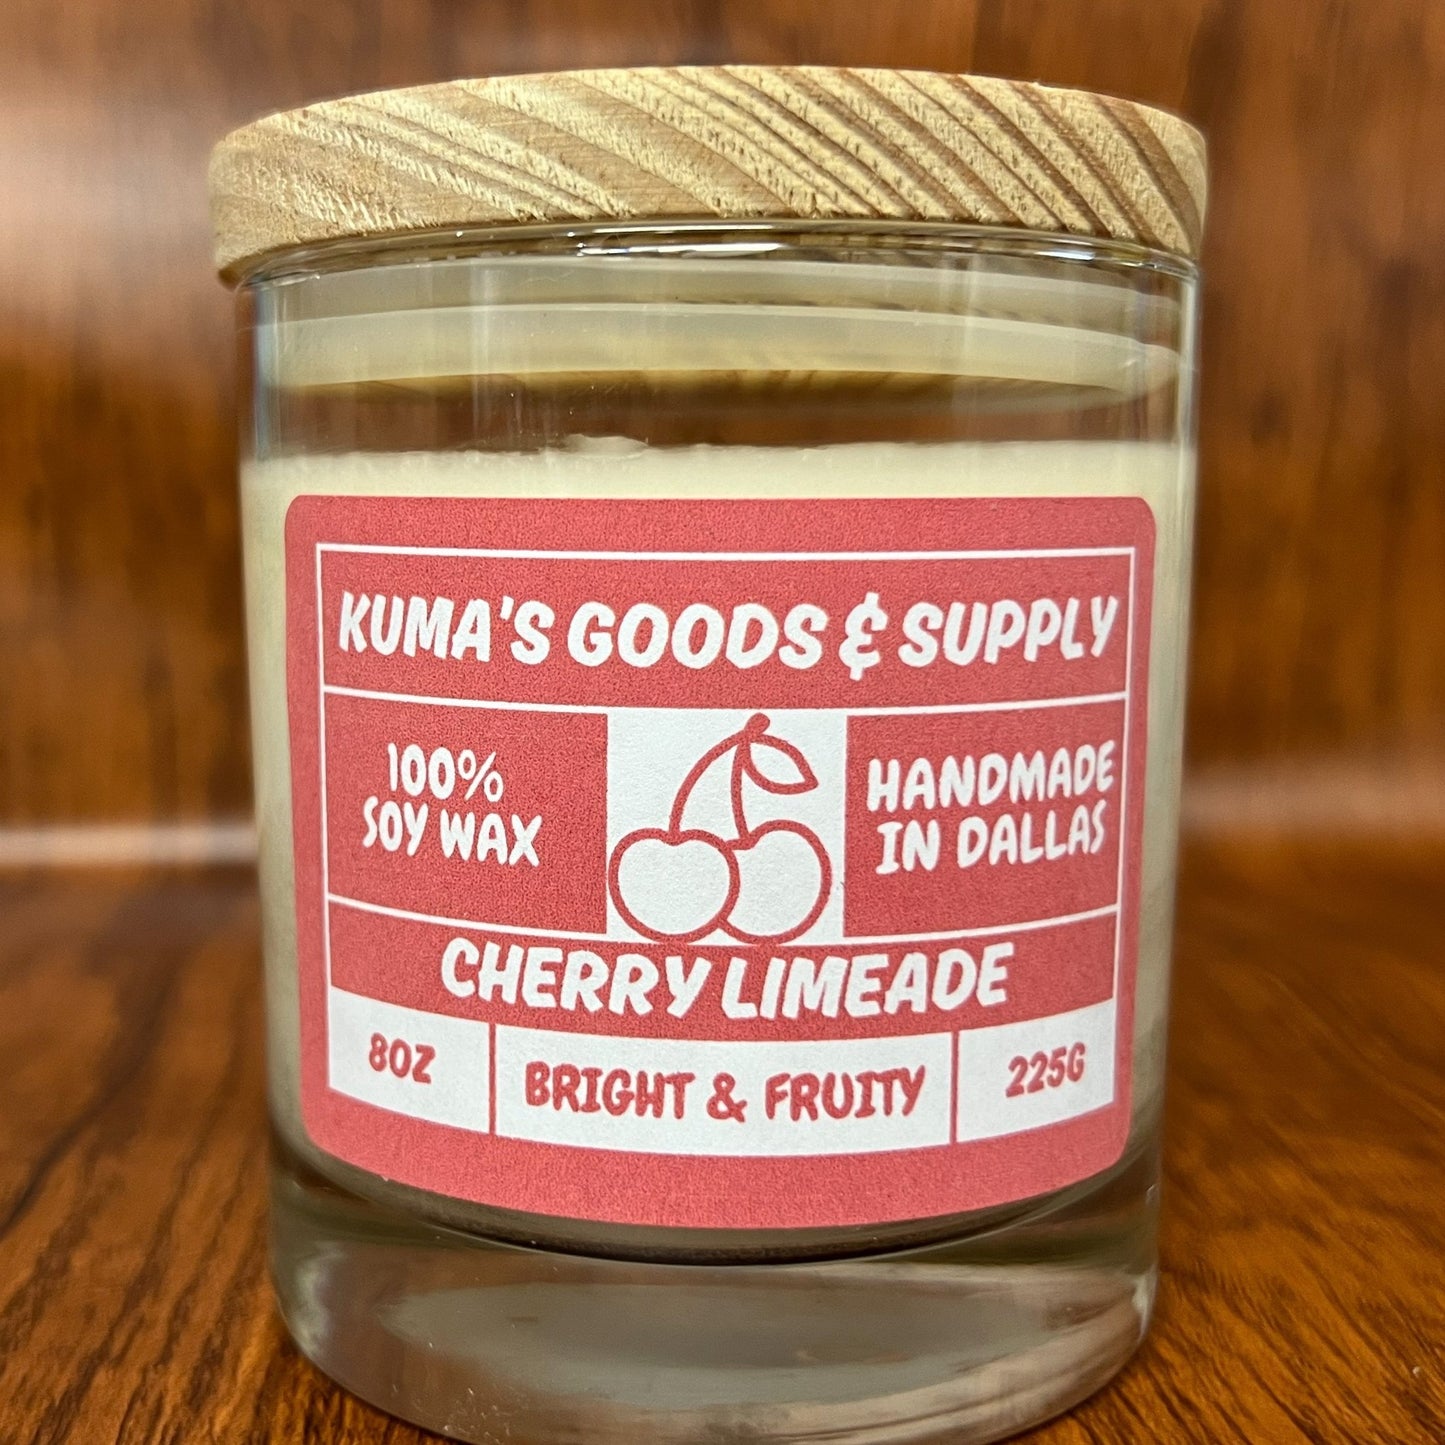 KUMA'S GOODS & SUPPLY
100%
SOY WAX
HANDMADE
IN DALLAS
CHERRY LIMEADE
8OZ
BRIGHT & FRUITY
225G